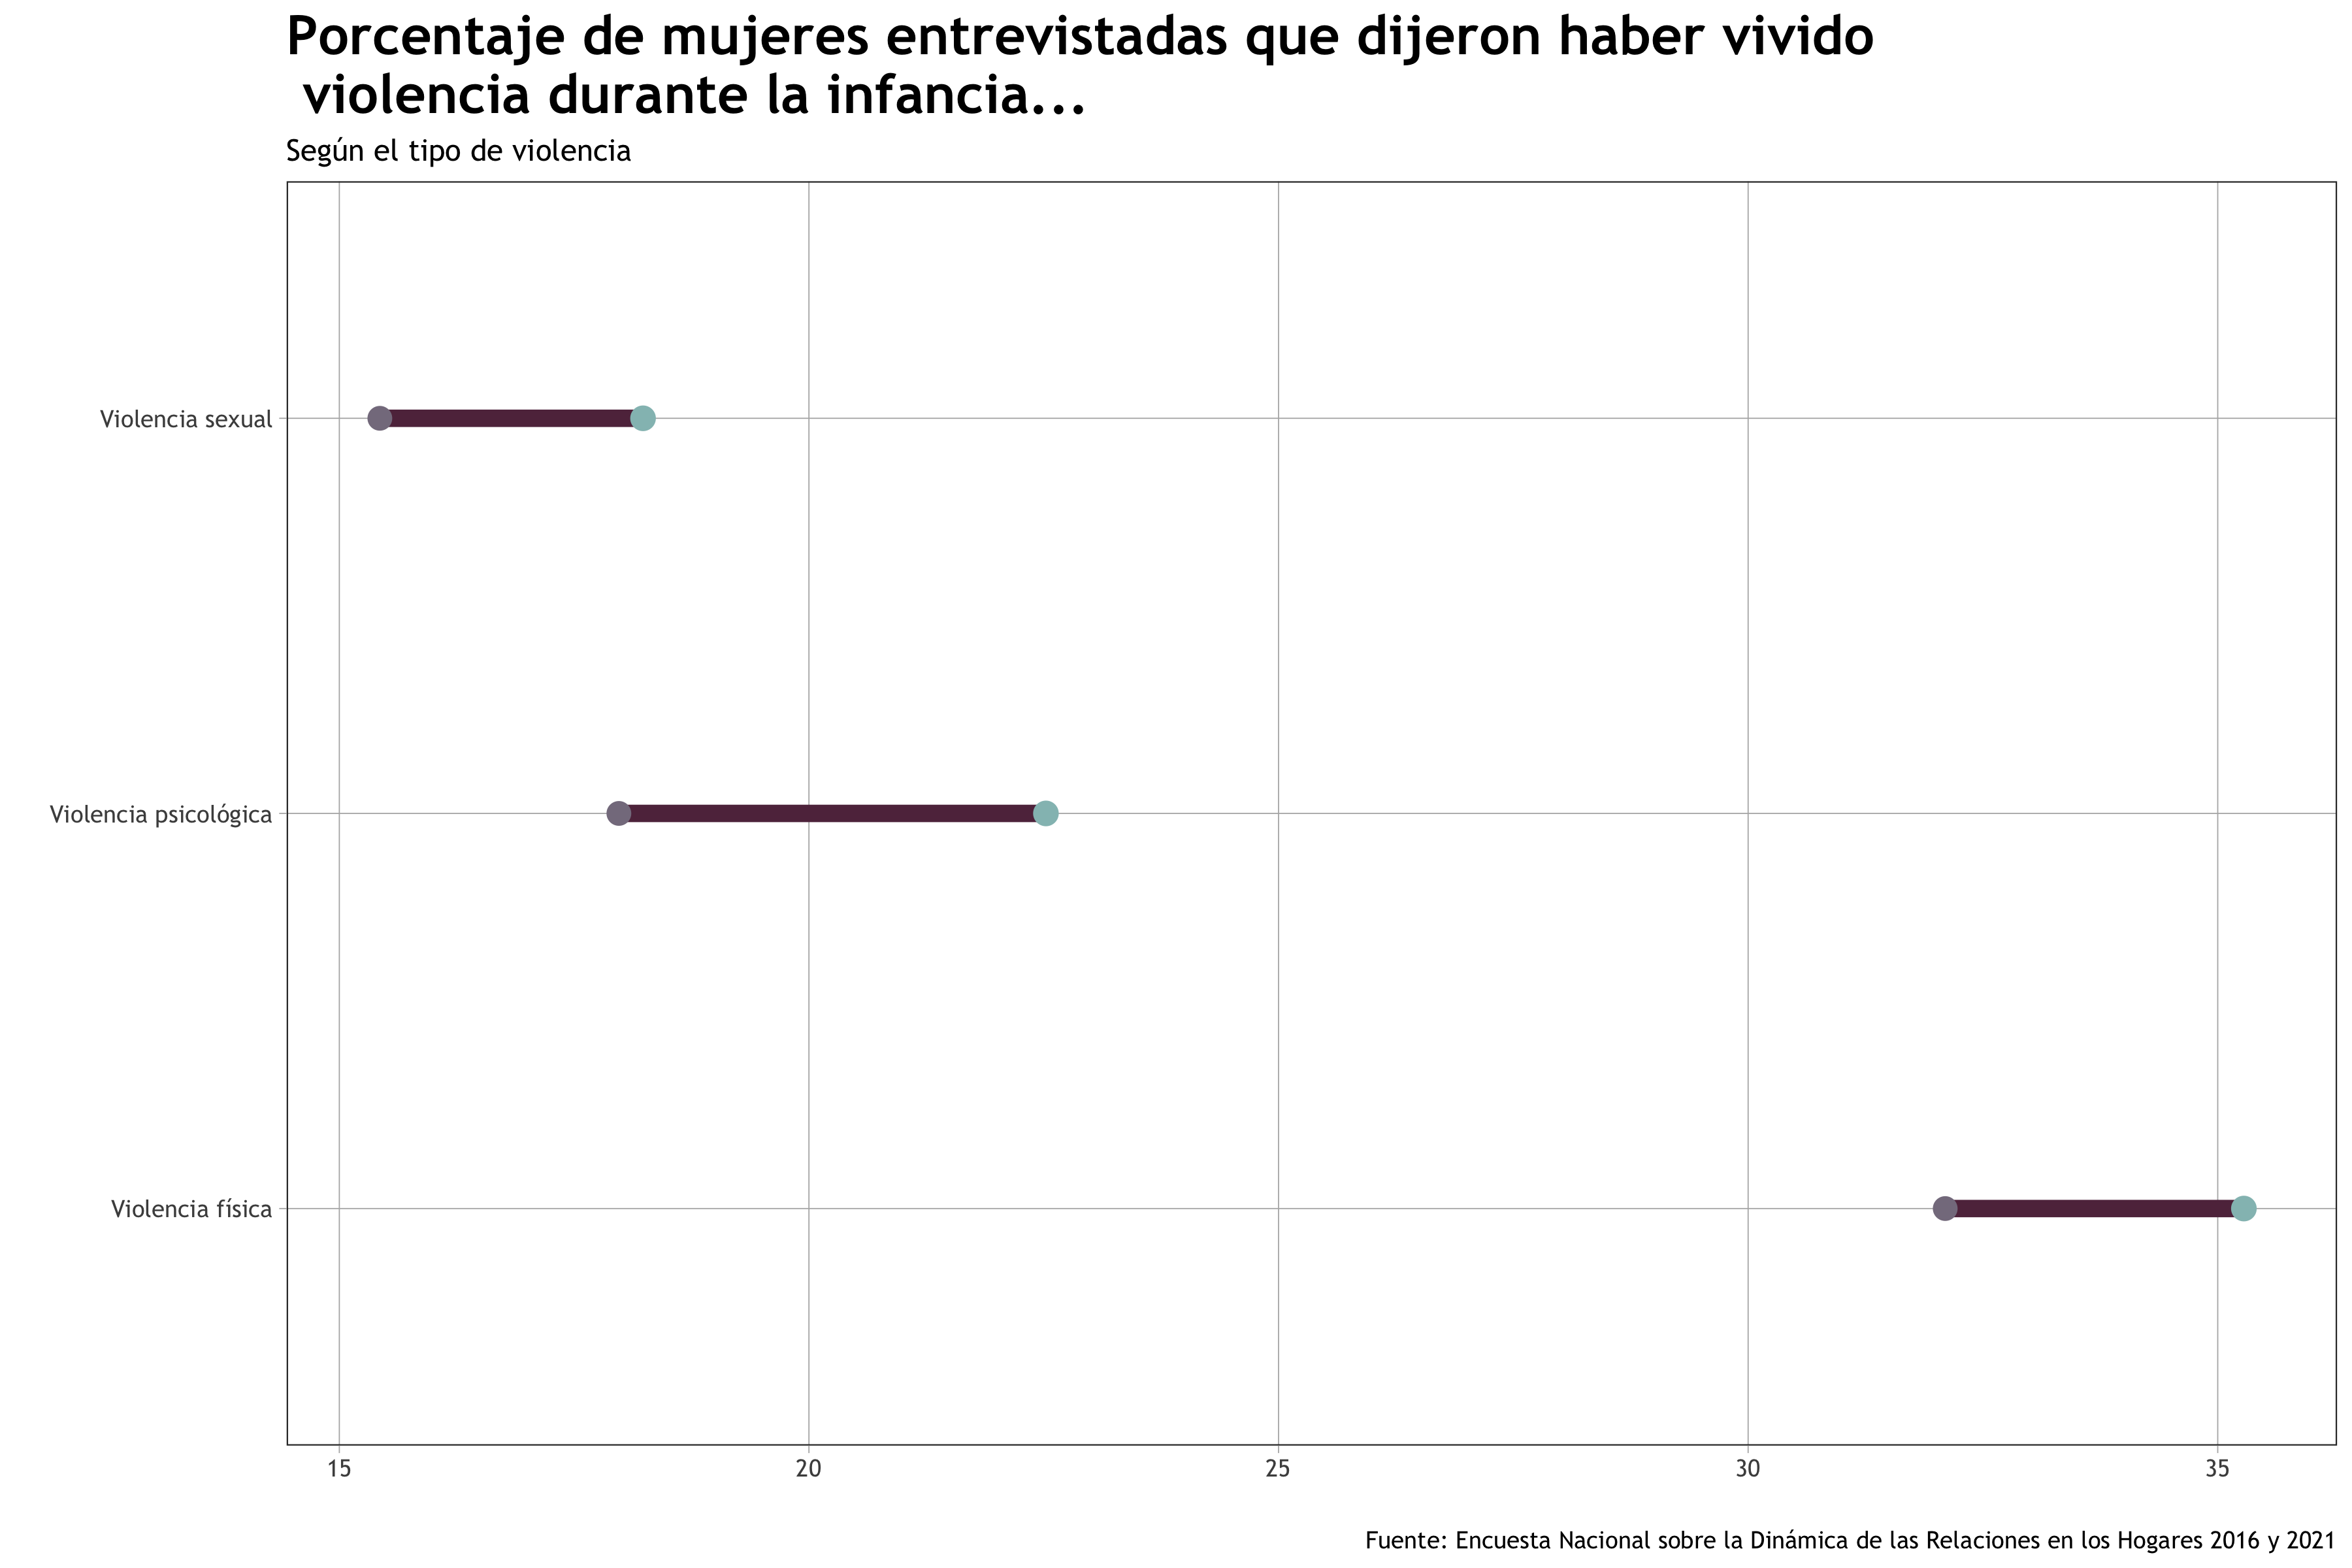 Porcentaje de mujeres entrevistadas que dijeron haber vivido
violencia durante la infancia...
Según el tipo de violencia
Violencia sexual
Violencia psicológica
Violencia física
15 20 25 30 35
Fuente: Encuesta Nacional sobre la Dinámica de las Relaciones en los Hogares 2016 y 2021